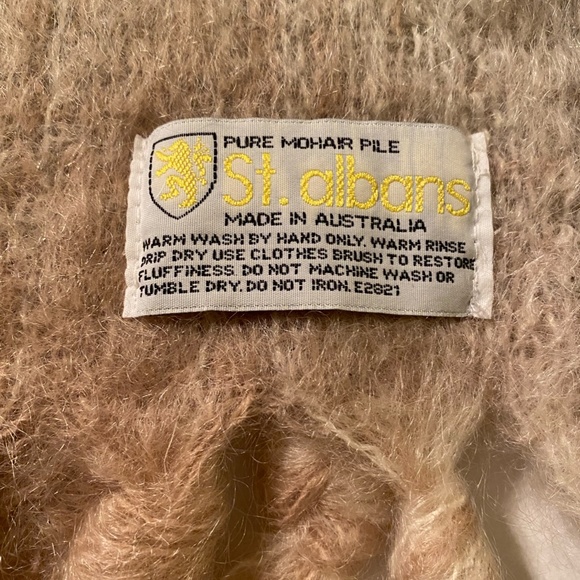 PURE MOHAIR PILE
St. albans
MADE IN AUSTRALIA
WARM WASH BY HAND ONLY. WARM RINSE
DRIP DRY USE CLOTHES BRUSH TO RESTORE
FLUFFINESS. DO NOT MACHINE WASH OR
TUMBLE DRY. DO NOT IRON. E2821